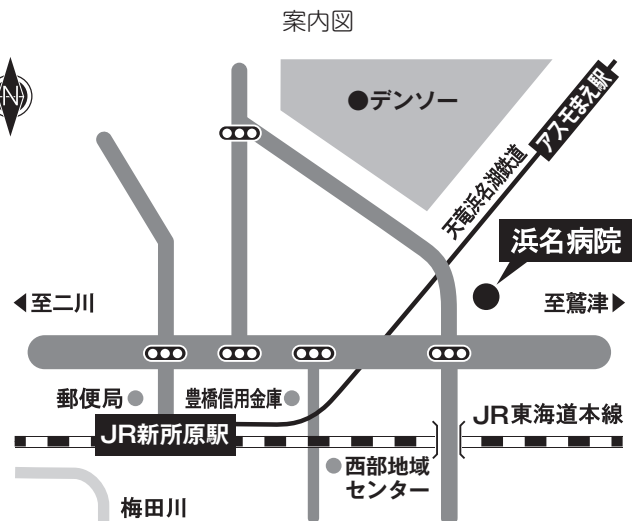 案内図
N
デンソー
アスモまえ駅
天竜浜名湖鉄道
浜名病院
至二川
至鷲津
郵便局
豊橋信用金庫
JR新所原駅
JR東海道本線
西部地域
センター
梅田川